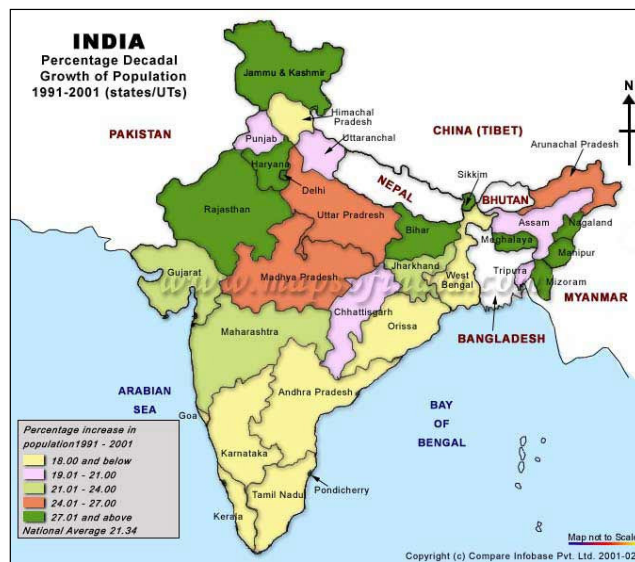 INDIA
Percentage Decadal
Growth of Population
1991-2001 (states/UTs)
Jammu & Kashmir
N
Himachal
Pradesh
PAKISTAN
Punjab
Uttaranchal
CHINA (TIBET)
Arunachal Pradesh
Haryana
Delhi
NEPAL
Sikkim
BHUTAN
Rajasthan
Uttar Pradresh
Assam
Nagaland
Bihar
Meghalaya
Manipur
Gujarat
Madhya Pradesh
Jharkhand
West
Bengal
Tripura
Mizoram
www.mapsofindia.com
MYANMAR
Chhattisgarh
Maharashtra
Orissa
BANGLADESH
ARABIAN
SEA
Andhra Pradesh
BAY
OF
BENGAL
Goa
Percentage increase in
population1991 - 2001
18.00 and below
19.01 - 21.00
21.01 - 24.00
24.01 - 27.00
27.01 and above
National Average 21.34
Karnataka
Pondicherry
Tamil Nadu
Kerala
Map not to Scale
Copyright (c) Compare Infobase Pvt. Ltd. 2001-02